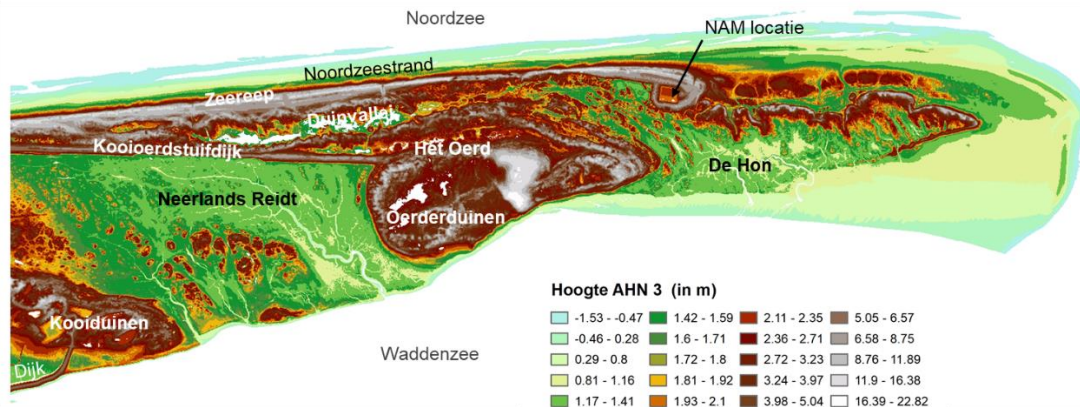 Noordzee
NAM locatie
Noordzeestrand
Zeereep
Duinvallei
Kooioerdstuifdijk
Het Oerd
De Hon
Neerlands Reidt
Oerderduinen
Kooiduinen
Dijk
Waddenzee
Hoogte AHN 3 (in m)
-1.53 - -0.47
1.42 - 1.59
2.11 - 2.35
5.05 - 6.57
-0.46 - 0.28
1.6 - 1.71
2.36 - 2.71
6.58 - 8.75
0.29 - 0.8
1.72 - 1.8
2.72 - 3.23
8.76 - 11.89
0.81 - 1.16
1.81 - 1.92
3.24 - 3.97
11.9 - 16.38
1.17 - 1.41
1.93 - 2.1
3.98 - 5.04
16.39 - 22.82